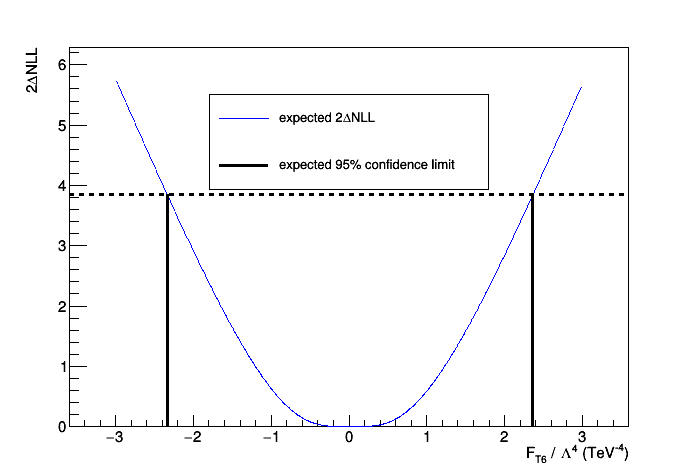 2ΔNLL
6
5
4
3
2
1
0
expected 2ΔNLL
expected 95% confidence limit
−3 −2 −1 0 1 2 3
F_T6 / Λ^4 (TeV^-4)